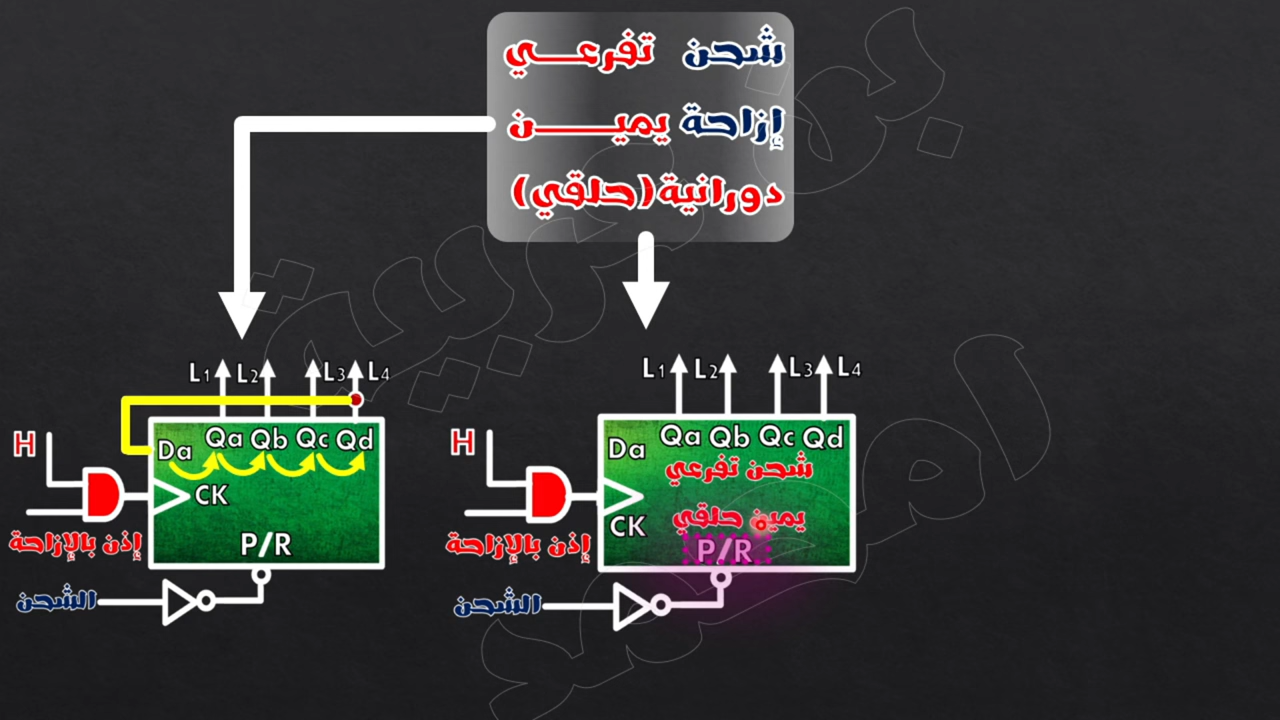 شحن تفرعي
إزاحة يمين
دورانية(حلقي)
L1 L2 L3 L4
H
Da Qa Qb Qc Qd
CK
إذن بالإزاحة
P/R
الشحن
L1 L2 L3 L4
H
Da Qa Qb Qc Qd
شحن تفرعي
يمين حلقي
CK
إذن بالإزاحة
P/R
الشحن